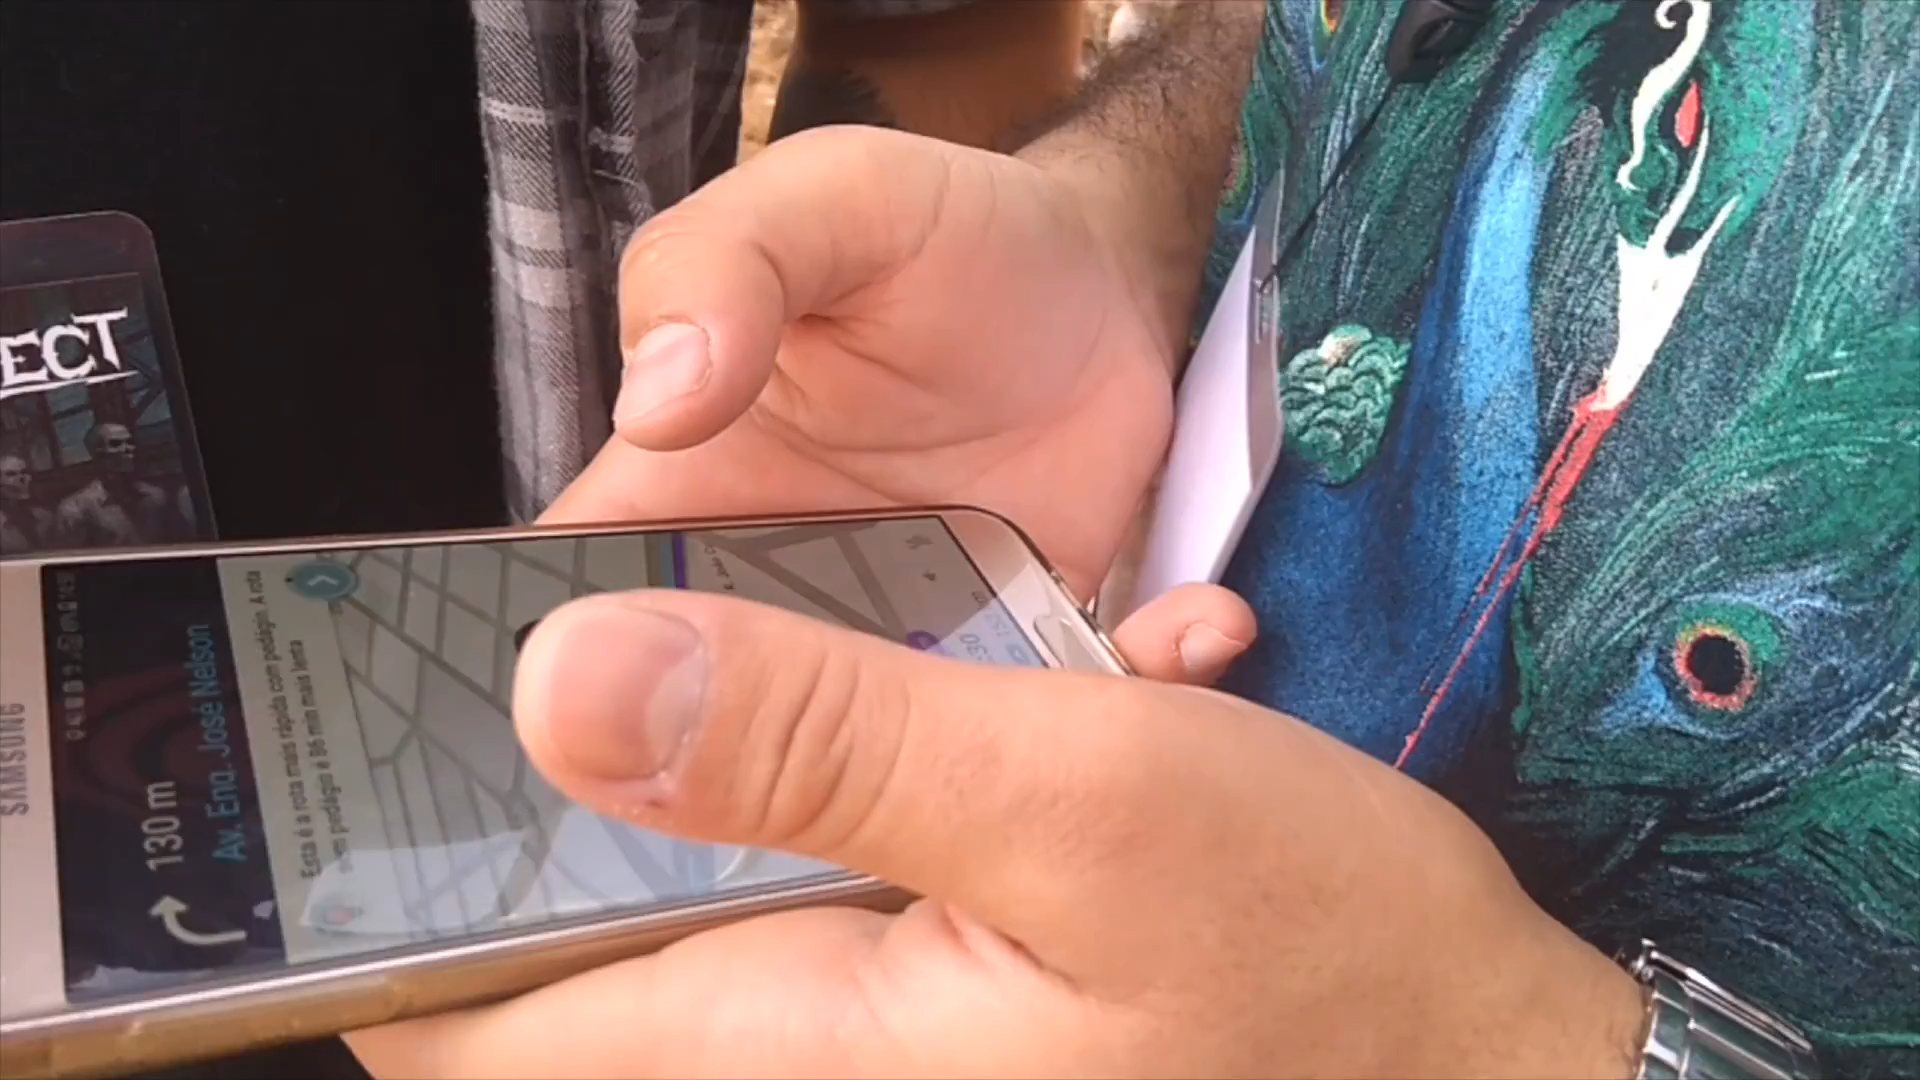 ECT
SAMSUNG
130 m
Av. Eng. José Nelson
Esta é a rota mais rápida com pedágio. A rota
sem pedágio é 86 min mais lenta